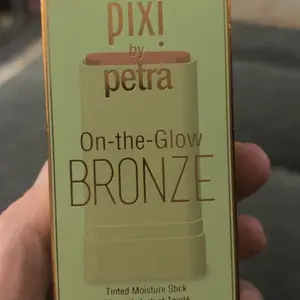 pixi
by
petra
On-the-Glow
BRONZE
Tinted Moisture Stick